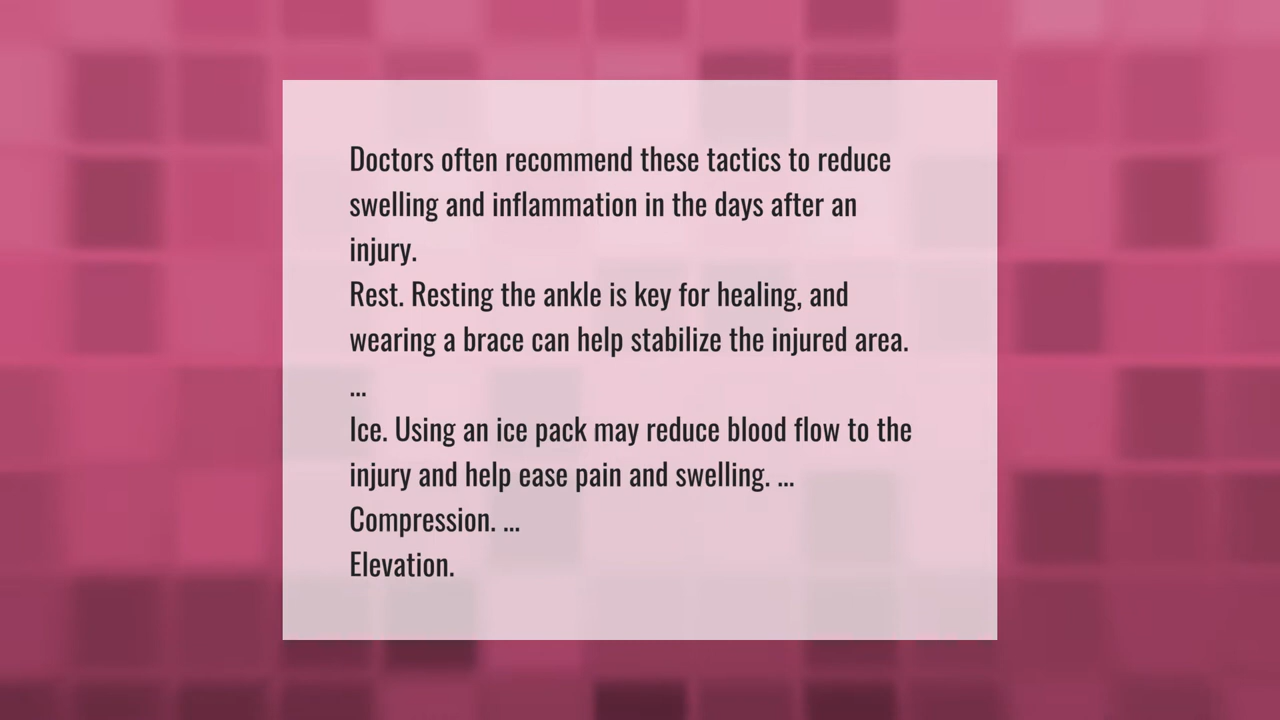 Doctors often recommend these tactics to reduce
swelling and inflammation in the days after an
injury.
Rest. Resting the ankle is key for healing, and
wearing a brace can help stabilize the injured area.
...
Ice. Using an ice pack may reduce blood flow to the
injury and help ease pain and swelling. ...
Compression. ...
Elevation.